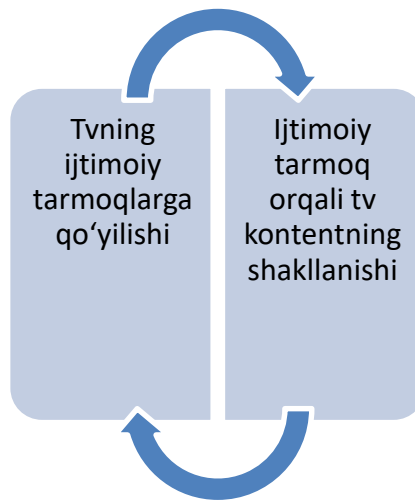 Tvning
ijtimoiy
tarmoqlarga
qo‘yilishi
Ijtimoiy
tarmoq
orqali tv
kontentning
shakllanishi